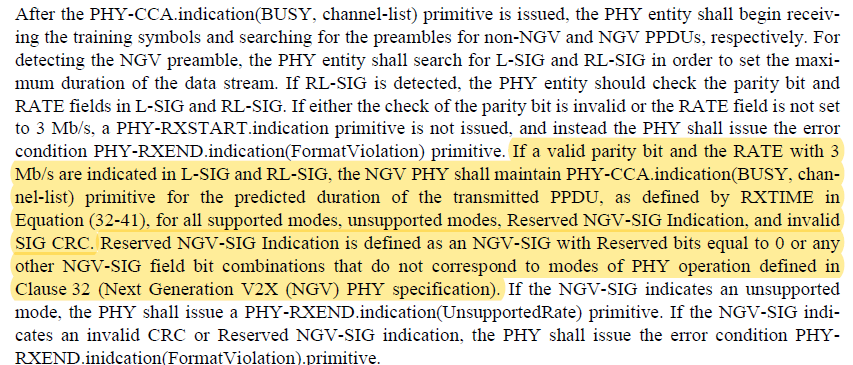 After the PHY-CCA.indication(BUSY, channel-list) primitive is issued, the PHY entity shall begin receiv-
ing the training symbols and searching for the preambles for non-NGV and NGV PPDUs, respectively. For
detecting the NGV preamble, the PHY entity shall search for L-SIG and RL-SIG in order to set the maxi-
mum duration of the data stream. If RL-SIG is detected, the PHY entity should check the parity bit and
RATE fields in L-SIG and RL-SIG. If either the check of the parity bit is invalid or the RATE field is not set
to 3 Mb/s, a PHY-RXSTART.indication primitive is not issued, and instead the PHY shall issue the error
condition PHY-RXEND.indication(FormatViolation) primitive. If a valid parity bit and the RATE with 3
Mb/s are indicated in L-SIG and RL-SIG, the NGV PHY shall maintain PHY-CCA.indication(BUSY, chan-
nel-list) primitive for the predicted duration of the transmitted PPDU, as defined by RXTIME in
Equation (32-41), for all supported modes, unsupported modes, Reserved NGV-SIG Indication, and invalid
SIG CRC. Reserved NGV-SIG Indication is defined as an NGV-SIG with Reserved bits equal to 0 or any
other NGV-SIG field bit combinations that do not correspond to modes of PHY operation defined in
Clause 32 (Next Generation V2X (NGV) PHY specification). If the NGV-SIG indicates an unsupported
mode, the PHY shall issue a PHY-RXEND.indication(UnsupportedRate) primitive. If the NGV-SIG indi-
cates an invalid CRC or Reserved NGV-SIG indication, the PHY shall issue the error condition PHY-
RXEND.inidcation(FormatViolation).primitive.